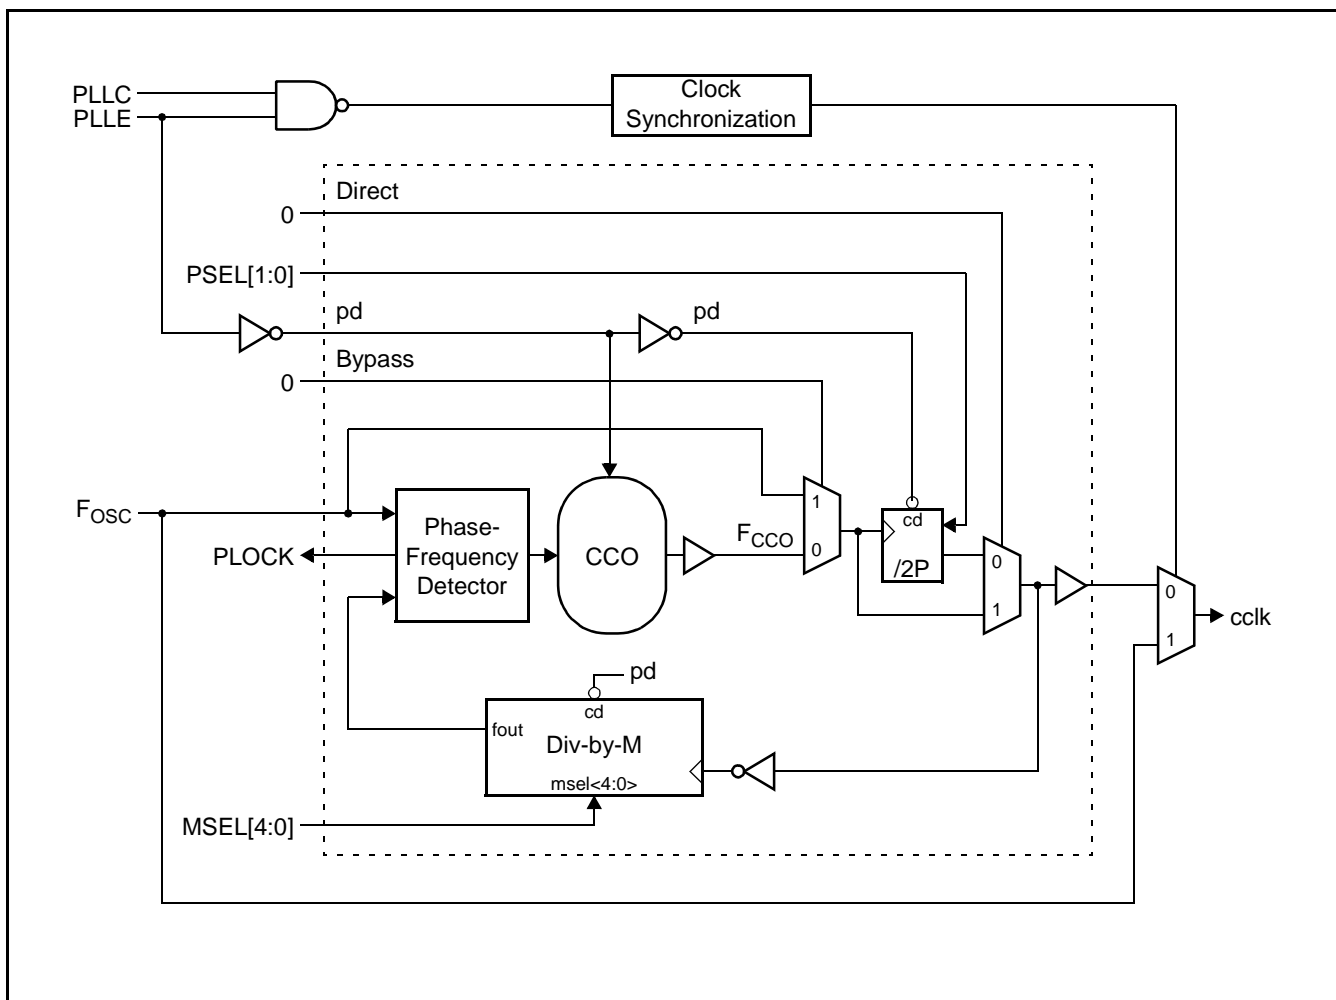 PLLC
PLLE
Clock
Synchronization
Direct
0
PSEL[1:0]
pd
pd
Bypass
0
FOSC
PLOCK
Phase-
Frequency
Detector
CCO
FCCO
1
0
cd
/2P
0
1
0
1
cclk
pd
cd
fout
Div-by-M
msel<4:0>
MSEL[4:0]